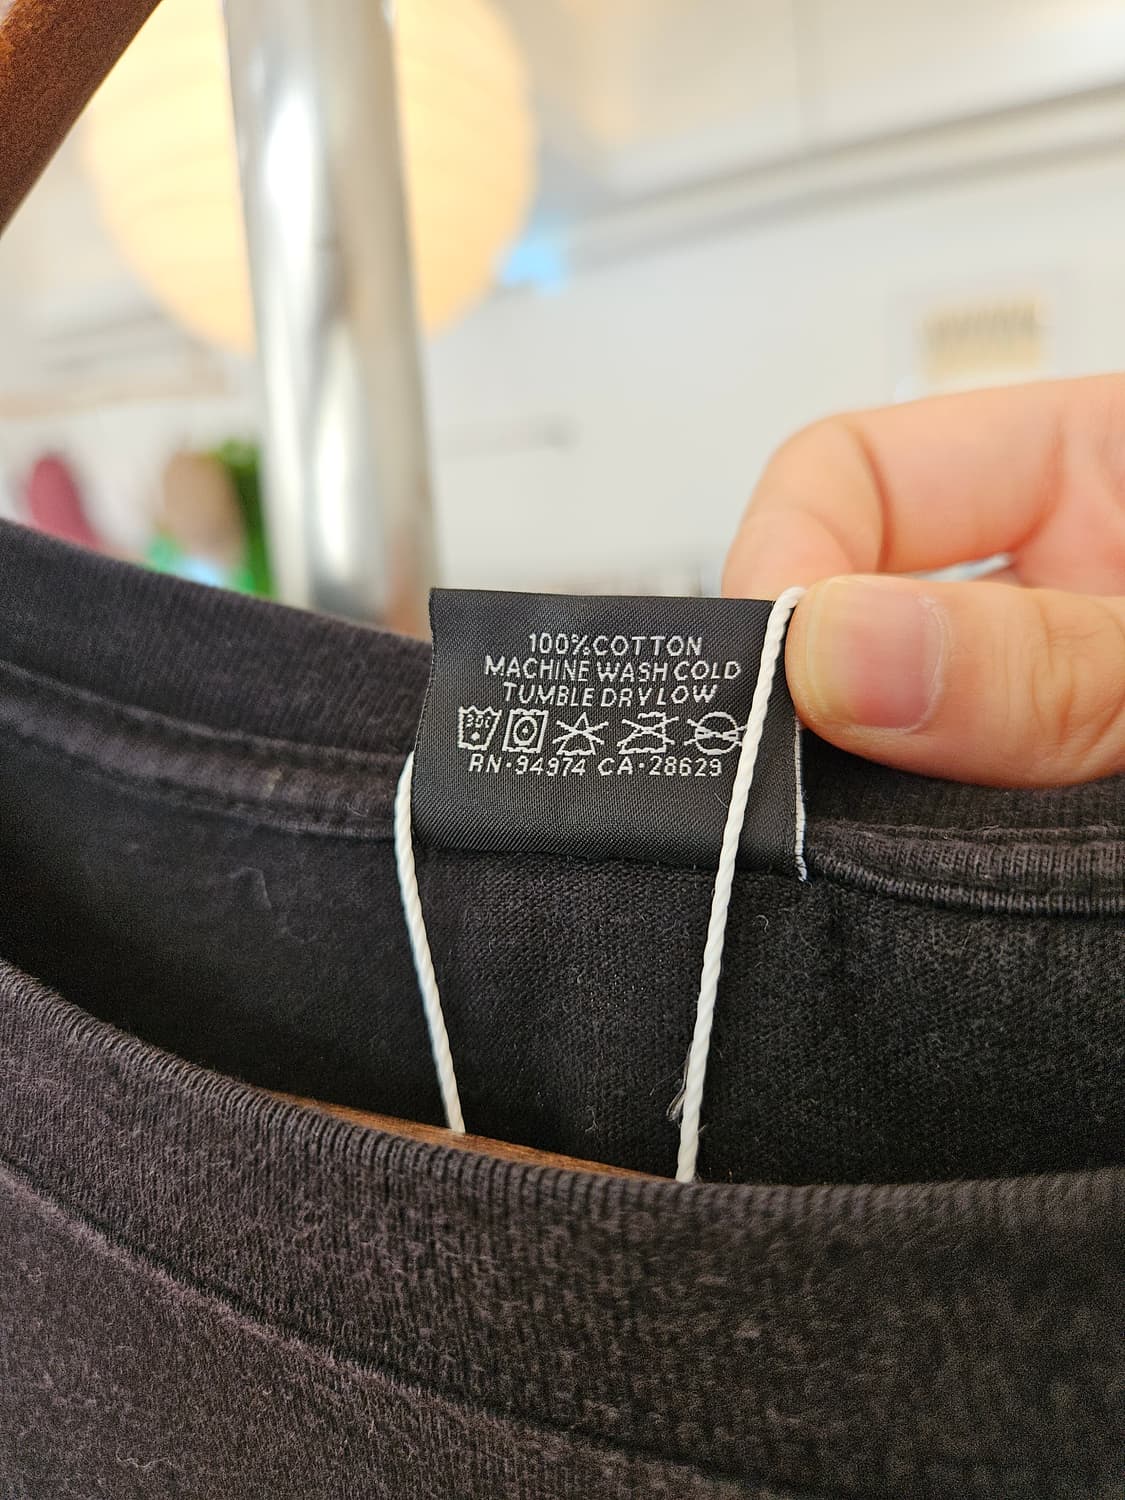 100% COTTON
MACHINE WASH COLD
TUMBLE DRY LOW
RN-94974 CA-28629